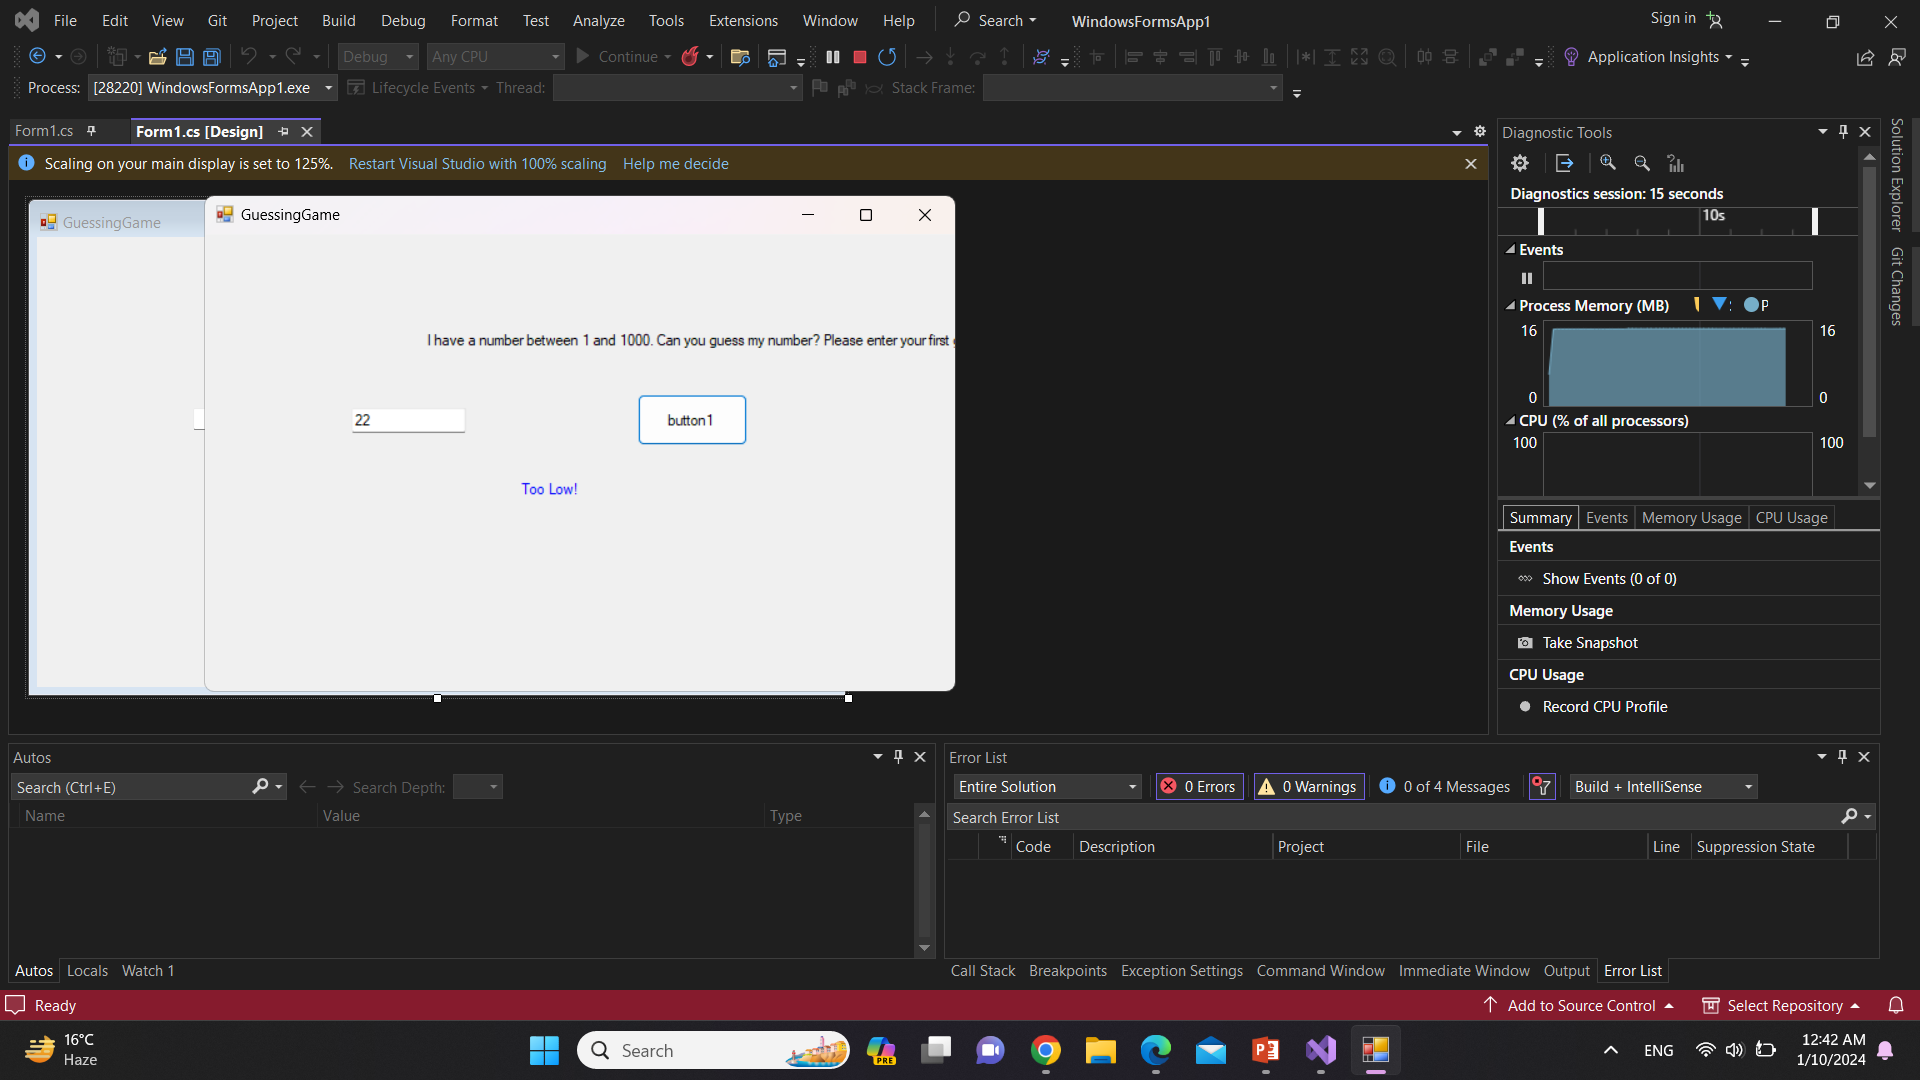 File Edit View Git Project Build Debug Format Test Analyze Tools Extensions Window Help Search WindowsFormsApp1 Sign in
Debug Any CPU Continue Application Insights
Process: [28220] WindowsFormsApp1.exe Lifecycle Events Thread: Stack Frame:
Form1.cs Form1.cs [Design]
Scaling on your main display is set to 125%. Restart Visual Studio with 100% scaling Help me decide
GuessingGame
GuessingGame
I have a number between 1 and 1000. Can you guess my number? Please enter your first
22
button1
Too Low!
Diagnostic Tools
Diagnostics session: 15 seconds
10s
Events
Process Memory (MB) P
16 16
0 0
CPU (% of all processors)
100 100
Summary Events Memory Usage CPU Usage
Events
Show Events (0 of 0)
Memory Usage
Take Snapshot
CPU Usage
Record CPU Profile
Solution Explorer
Git Changes
Autos
Search (Ctrl+E) Search Depth:
Name Value Type
Autos Locals Watch 1
Error List
Entire Solution 0 Errors 0 Warnings 0 of 4 Messages Build + IntelliSense
Search Error List
Code Description Project File Line Suppression State
Call Stack Breakpoints Exception Settings Command Window Immediate Window Output Error List
Ready Add to Source Control Select Repository
16°C
Haze
Search
PRE
ENG
12:42 AM
1/10/2024